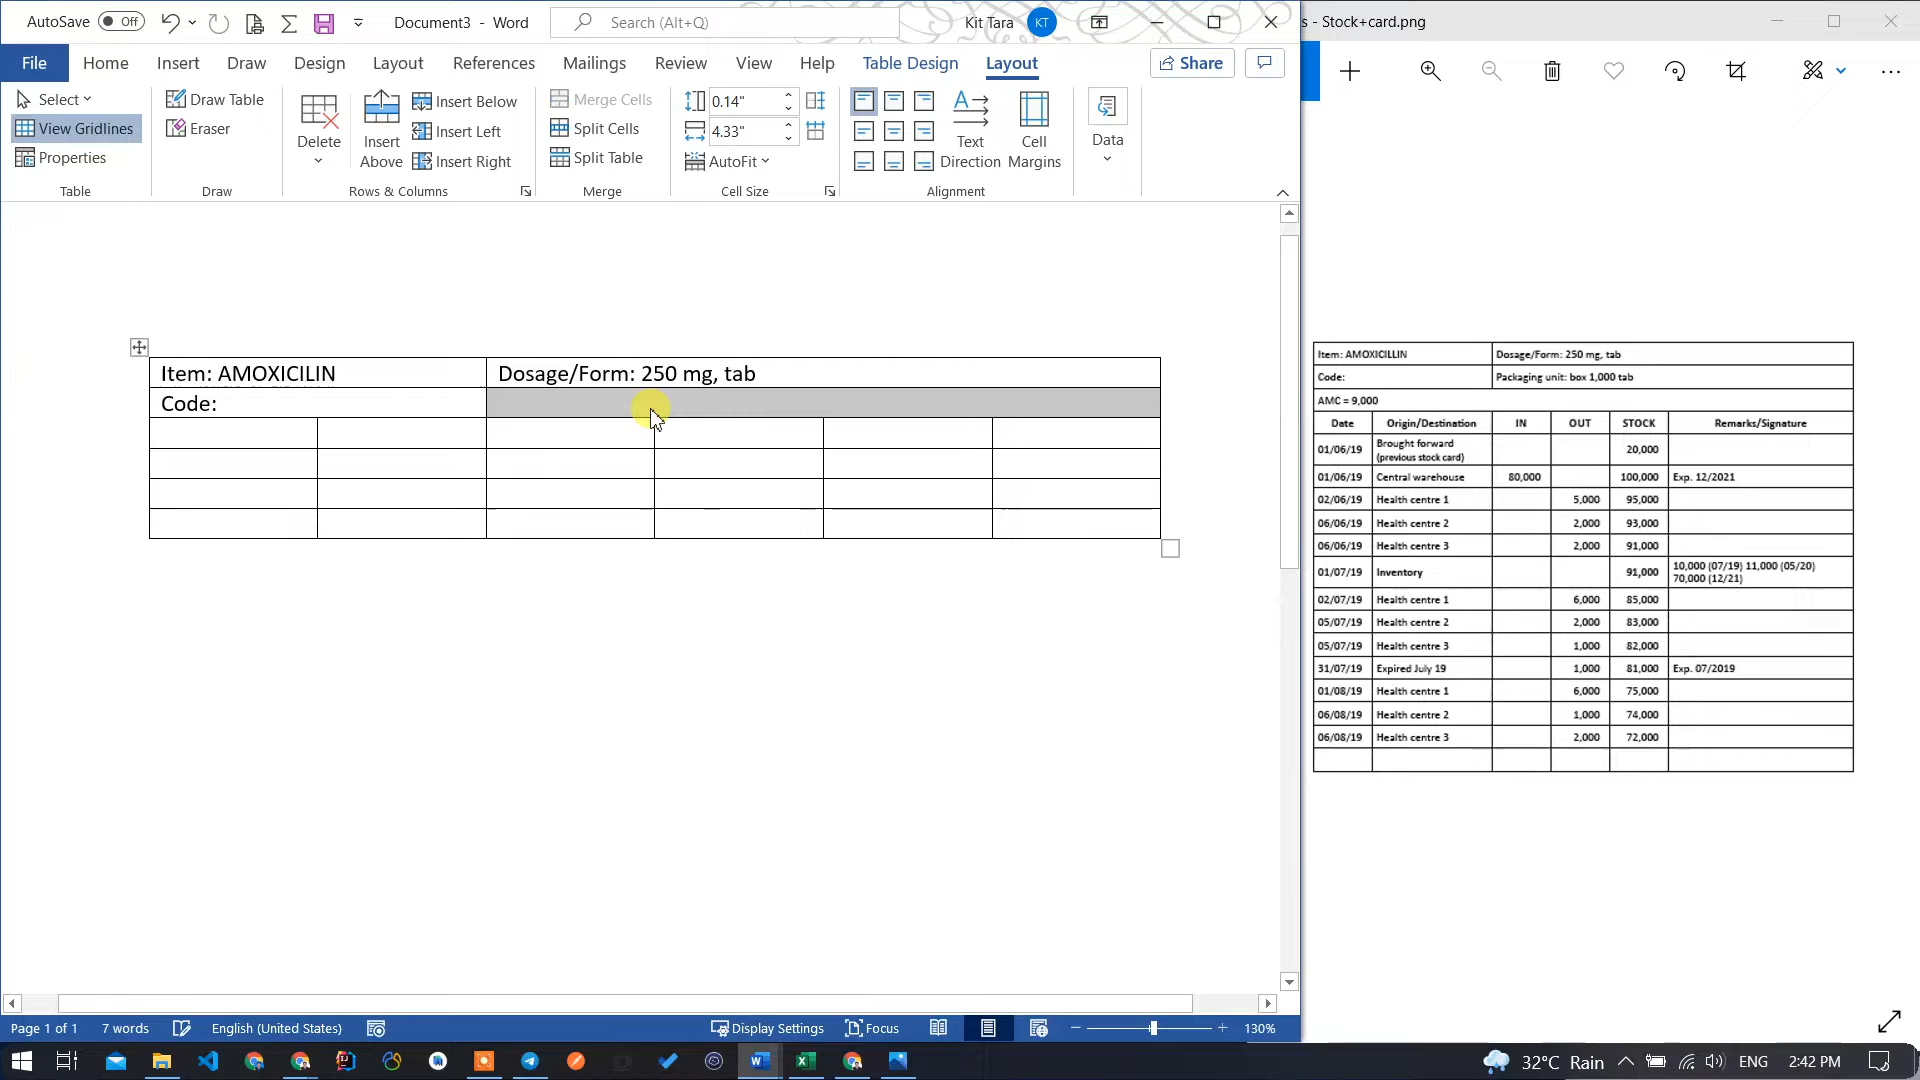 AutoSave Off Document3 - Word Search (Alt+Q) Kit Tara KT
s - Stock+card.png
File Home Insert Draw Design Layout References Mailings Review View Help Table Design Layout Share
Select Draw Table Delete Insert Above Insert Below Merge Cells 0.14" Text Direction Cell Margins Data
View Gridlines Eraser Insert Left Split Cells 4.33"
Properties Insert Right Split Table AutoFit
Table Draw Rows & Columns Merge Cell Size Alignment
Item: AMOXICILIN Dosage/Form: 250 mg, tab
Code:
Item: AMOXICILLIN Dosage/Form: 250 mg, tab
Code: Packaging unit: box 1,000 tab
AMC = 9,000
Date Origin/Destination IN OUT STOCK Remarks/Signature
01/06/19 Brought forward (previous stock card) 20,000
01/06/19 Central warehouse 80,000 100,000 Exp. 12/2021
02/06/19 Health centre 1 5,000 95,000
06/06/19 Health centre 2 2,000 93,000
06/06/19 Health centre 3 2,000 91,000
01/07/19 Inventory 91,000 10,000 (07/19) 11,000 (05/20) 70,000 (12/21)
02/07/19 Health centre 1 6,000 85,000
05/07/19 Health centre 2 2,000 83,000
05/07/19 Health centre 3 1,000 82,000
31/07/19 Expired July 19 1,000 81,000 Exp. 07/2019
01/08/19 Health centre 1 6,000 75,000
06/08/19 Health centre 2 1,000 74,000
06/08/19 Health centre 3 2,000 72,000
Page 1 of 1 7 words English (United States) Display Settings Focus 130%
32°C Rain ENG 2:42 PM